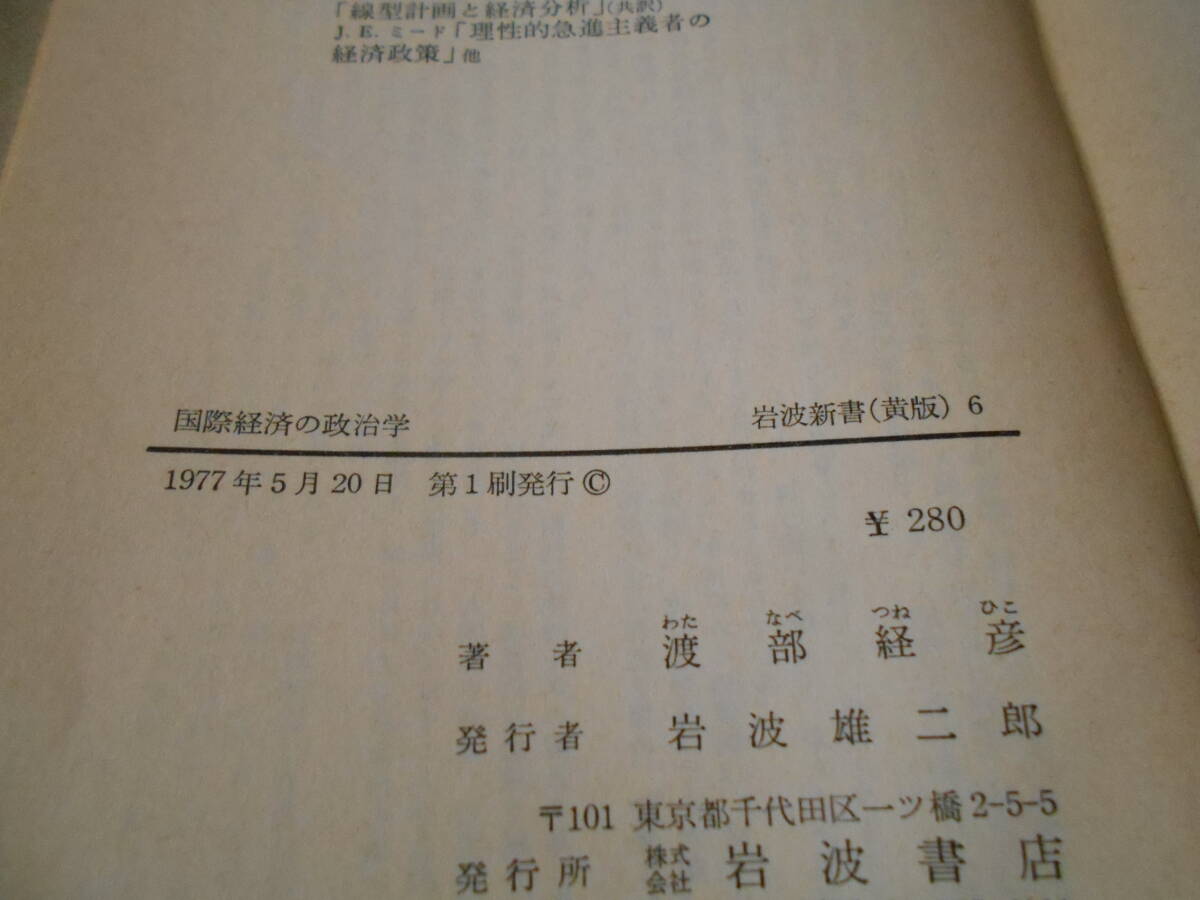 「線型計画と経済分析」(共訳)
J. E. ミード「理性的急進主義者の
経済政策」他
国際経済の政治学 岩波新書(黄版) 6
1977年5月20日 第1刷発行 ©
¥ 280
わた なべ つね ひこ
著者 渡部経彦
発行者 岩波雄二郎
〒101 東京都千代田区一ツ橋2-5-5
発行所 株式会社 岩波書店